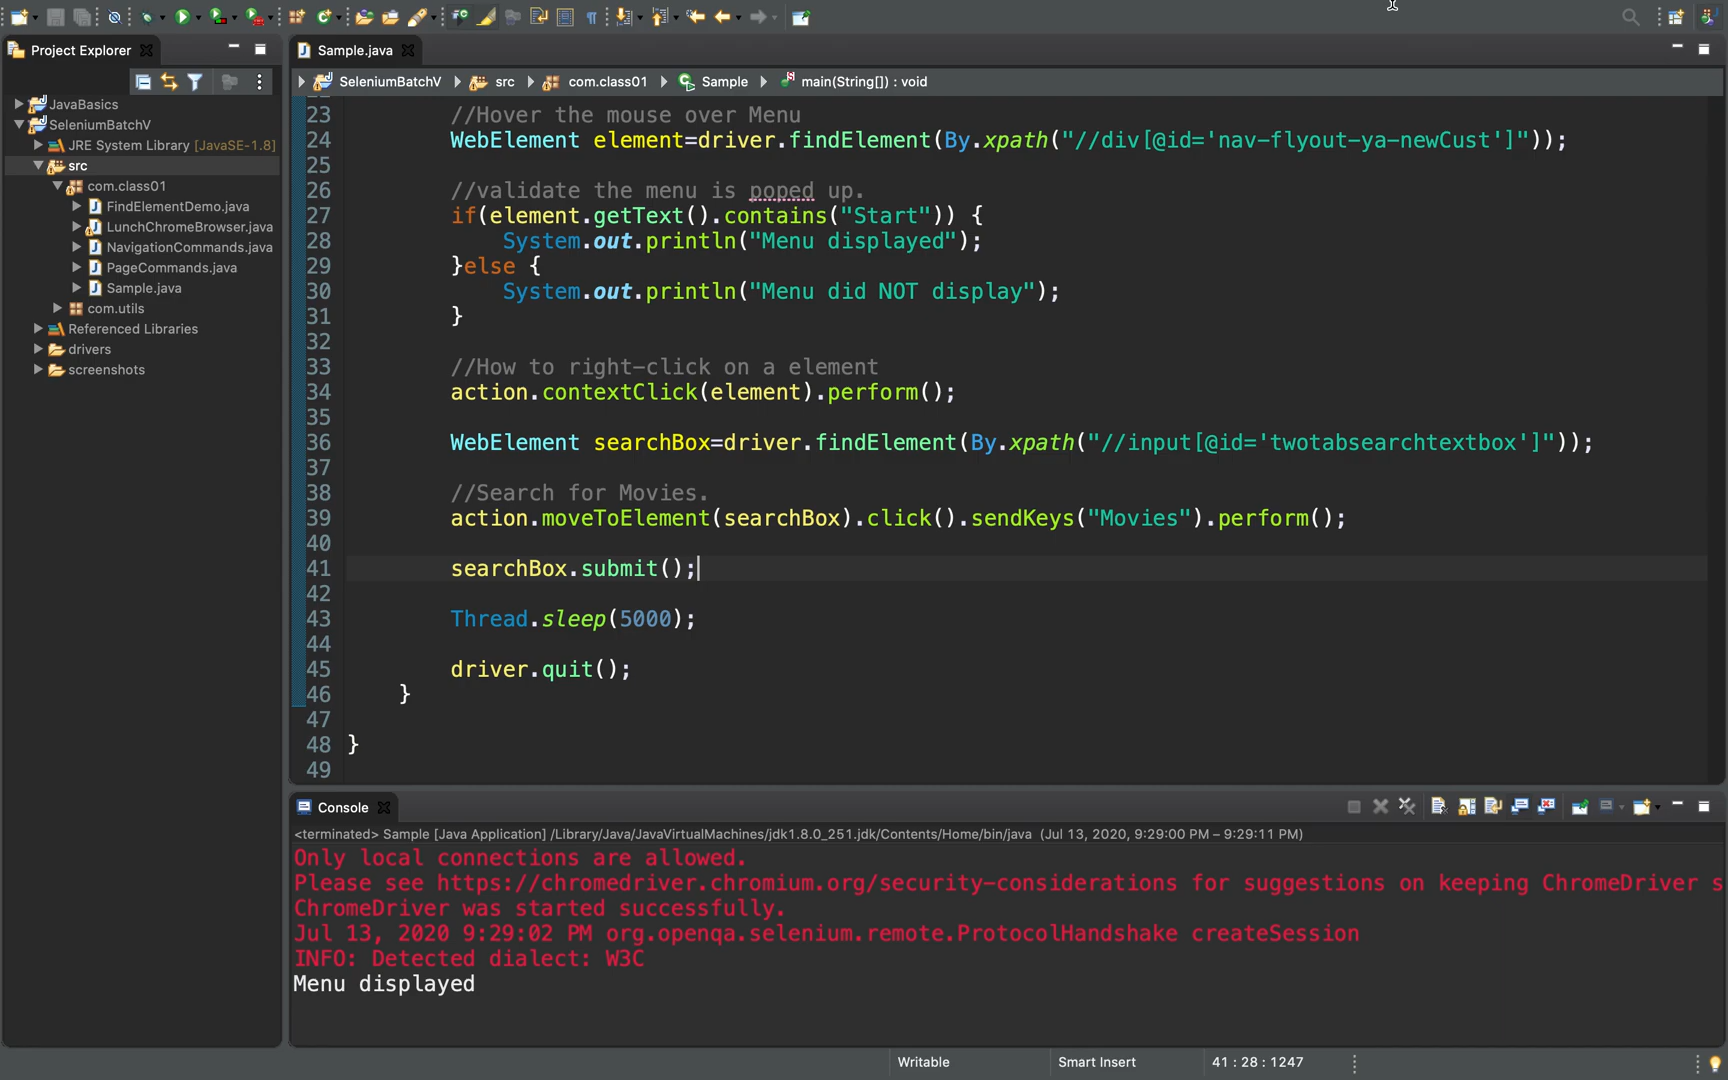 Project Explorer
JavaBasics
SeleniumBatchV
JRE System Library [JavaSE-1.8]
src
com.class01
FindElementDemo.java
LunchChromeBrowser.java
NavigationCommands.java
PageCommands.java
Sample.java
com.utils
Referenced Libraries
drivers
screenshots
Sample.java
SeleniumBatchV src com.class01 Sample main(String[]) : void
23 //Hover the mouse over Menu
24 WebElement element=driver.findElement(By.xpath("//div[@id='nav-flyout-ya-newCust']"));
25
26 //validate the menu is poped up.
27 if(element.getText().contains("Start")) {
28 System.out.println("Menu displayed");
29 }else {
30 System.out.println("Menu did NOT display");
31 }
32
33 //How to right-click on a element
34 action.contextClick(element).perform();
35
36 WebElement searchBox=driver.findElement(By.xpath("//input[@id='twotabsearchtextbox']"));
37
38 //Search for Movies.
39 action.moveToElement(searchBox).click().sendKeys("Movies").perform();
40
41 searchBox.submit();
42
43 Thread.sleep(5000);
44
45 driver.quit();
46 }
47
48 }
49
Console
<terminated> Sample [Java Application] /Library/Java/JavaVirtualMachines/jdk1.8.0_251.jdk/Contents/Home/bin/java (Jul 13, 2020, 9:29:00 PM – 9:29:11 PM)
Only local connections are allowed.
Please see https://chromedriver.chromium.org/security-considerations for suggestions on keeping ChromeDriver s
ChromeDriver was started successfully.
Jul 13, 2020 9:29:02 PM org.openqa.selenium.remote.ProtocolHandshake createSession
INFO: Detected dialect: W3C
Menu displayed
Writable Smart Insert 41 : 28 : 1247